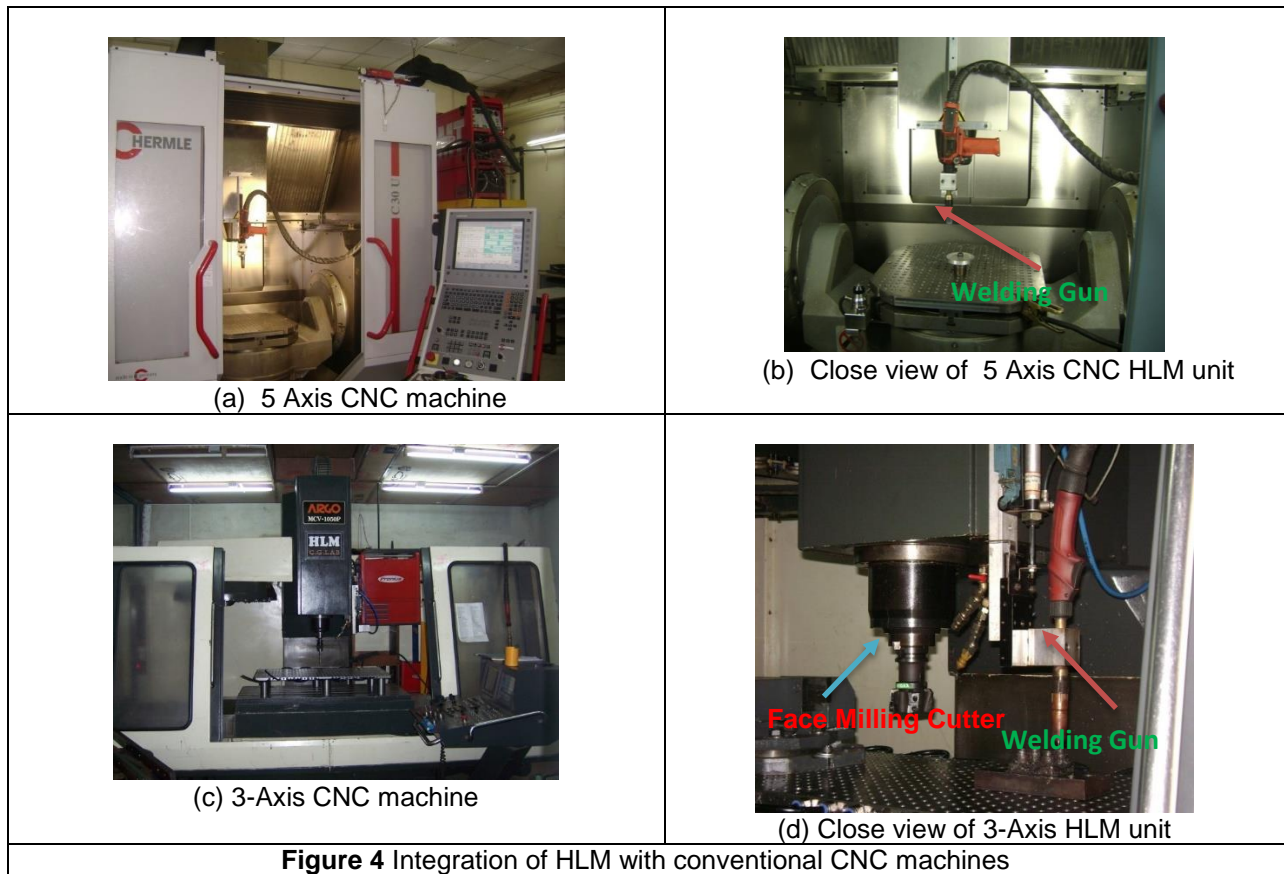 HERMLE
C 30 U
(a) 5 Axis CNC machine
Welding Gun
(b) Close view of 5 Axis CNC HLM unit
ARGO
MCV-1050P
HLM
C.G.LAB
Fronius
(c) 3-Axis CNC machine
Face Milling Cutter
Welding Gun
(d) Close view of 3-Axis HLM unit
Figure 4 Integration of HLM with conventional CNC machines